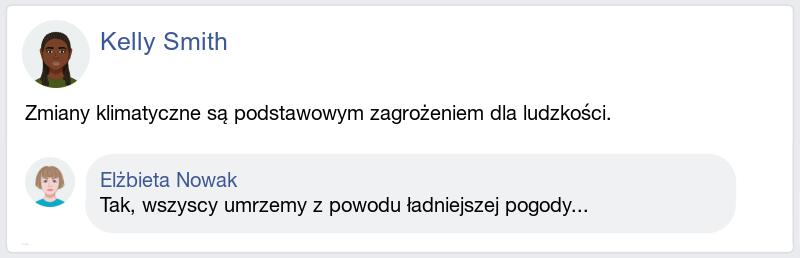 Kelly Smith
Zmiany klimatyczne są podstawowym zagrożeniem dla ludzkości.
Elżbieta Nowak
Tak, wszyscy umrzemy z powodu ładniejszej pogody...